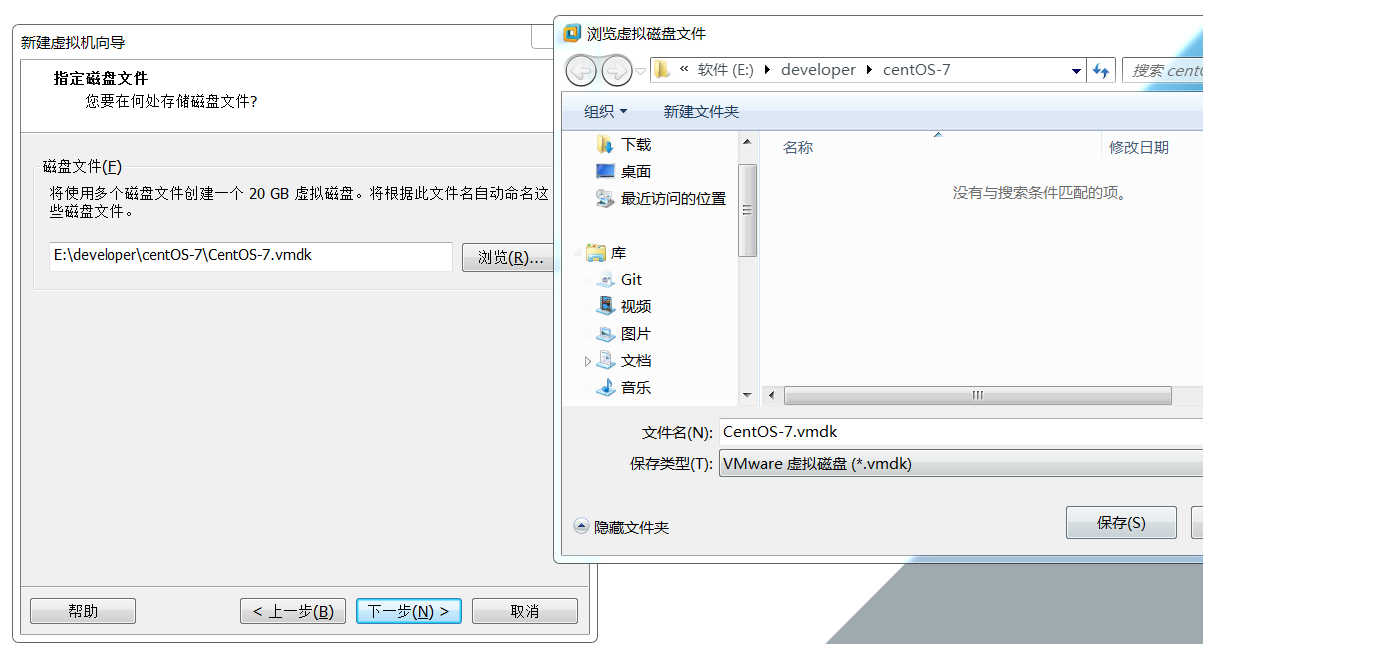 新建虚拟机向导
指定磁盘文件
您要在何处存储磁盘文件?
磁盘文件(F)
将使用多个磁盘文件创建一个 20 GB 虚拟磁盘。将根据此文件名自动命名这
些磁盘文件。
E:\developer\centOS-7\CentOS-7.vmdk
浏览(R)...
帮助
< 上一步(B)
下一步(N) >
取消
浏览虚拟磁盘文件
« 软件 (E:) developer centOS-7
搜索 cent
组织
新建文件夹
下载
桌面
最近访问的位置
库
Git
视频
图片
文档
音乐
名称
修改日期
没有与搜索条件匹配的项。
文件名(N):
CentOS-7.vmdk
保存类型(T):
VMware 虚拟磁盘 (*.vmdk)
隐藏文件夹
保存(S)